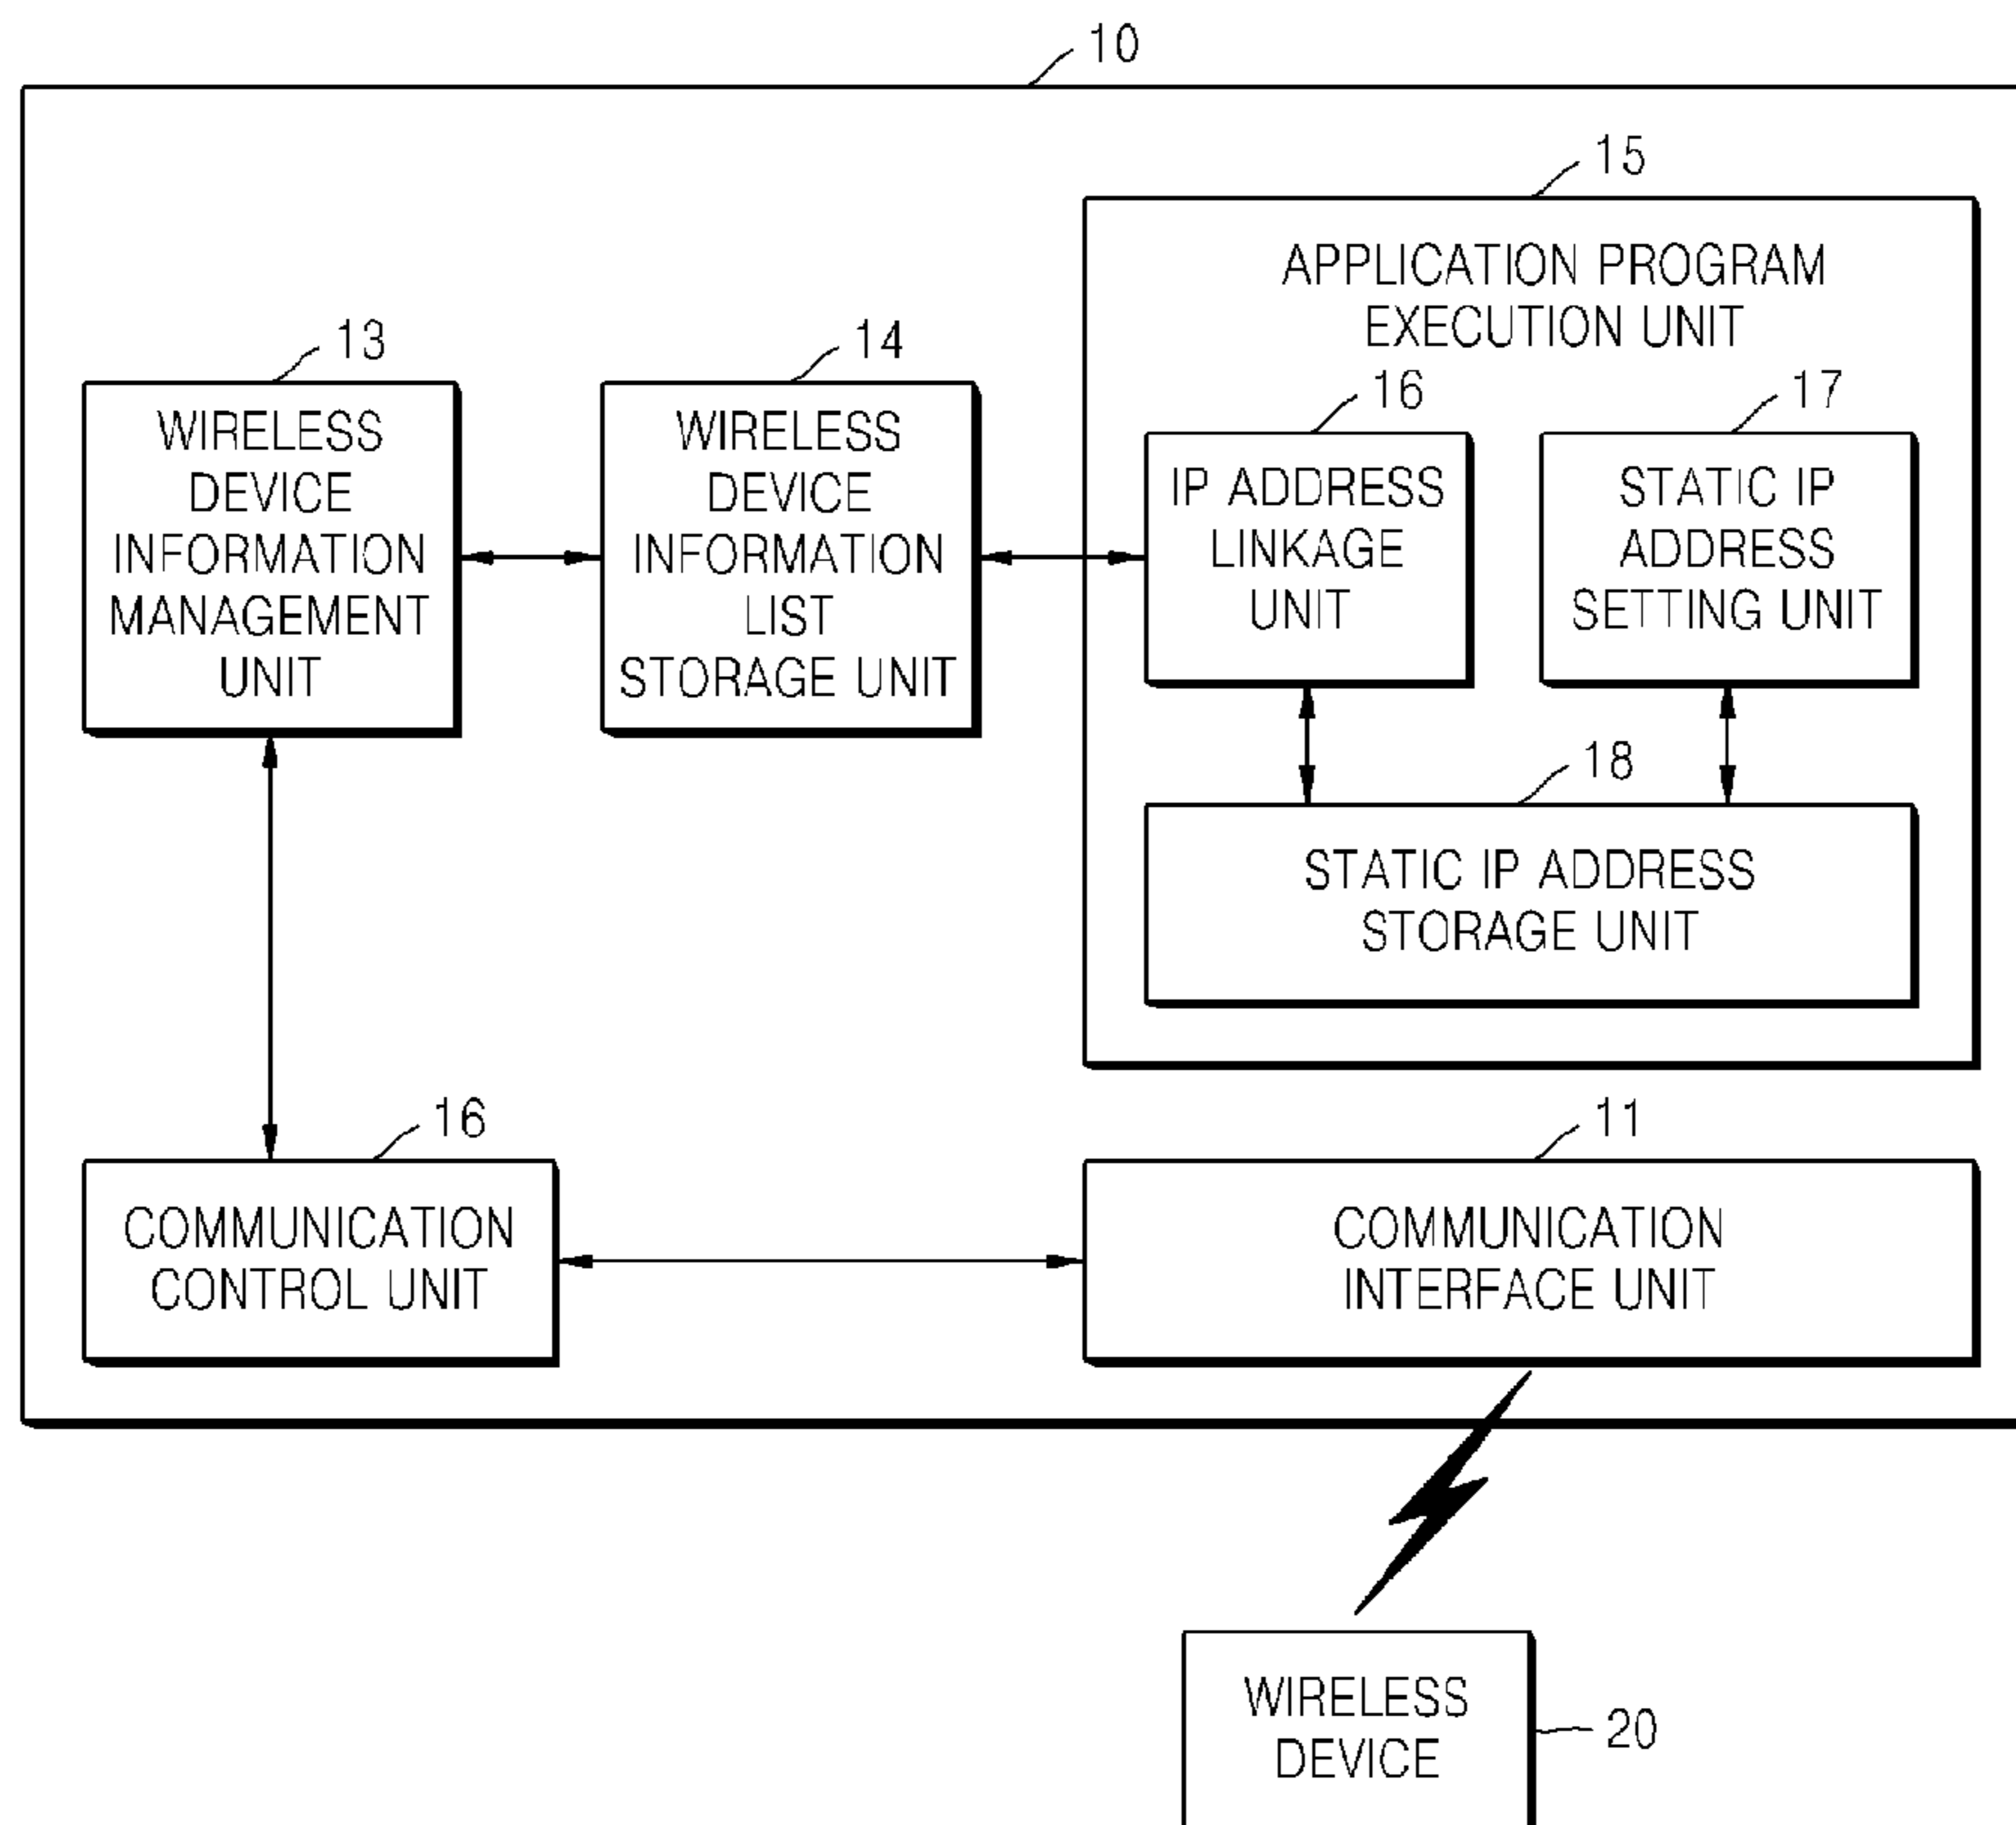 10
15
APPLICATION PROGRAM
EXECUTION UNIT
13
WIRELESS
DEVICE
INFORMATION
MANAGEMENT
UNIT
14
WIRELESS
DEVICE
INFORMATION
LIST
STORAGE UNIT
16
IP ADDRESS
LINKAGE
UNIT
17
STATIC IP
ADDRESS
SETTING UNIT
18
STATIC IP ADDRESS
STORAGE UNIT
16
COMMUNICATION
CONTROL UNIT
11
COMMUNICATION
INTERFACE UNIT
WIRELESS
DEVICE
20